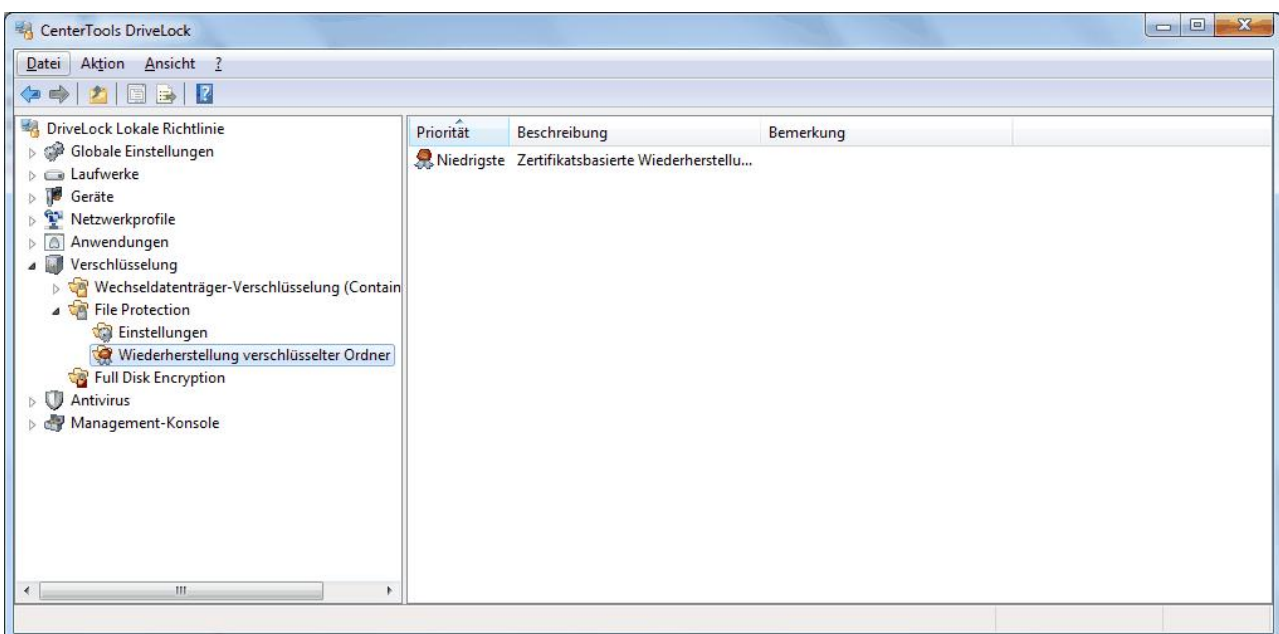 CenterTools DriveLock
Datei Aktion Ansicht ?
DriveLock Lokale Richtlinie
Globale Einstellungen
Laufwerke
Geräte
Netzwerkprofile
Anwendungen
Verschlüsselung
Wechseldatenträger-Verschlüsselung (Contain
File Protection
Einstellungen
Wiederherstellung verschlüsselter Ordner
Full Disk Encryption
Antivirus
Management-Konsole
Priorität Beschreibung Bemerkung
Niedrigste Zertifikatsbasierte Wiederherstellu...